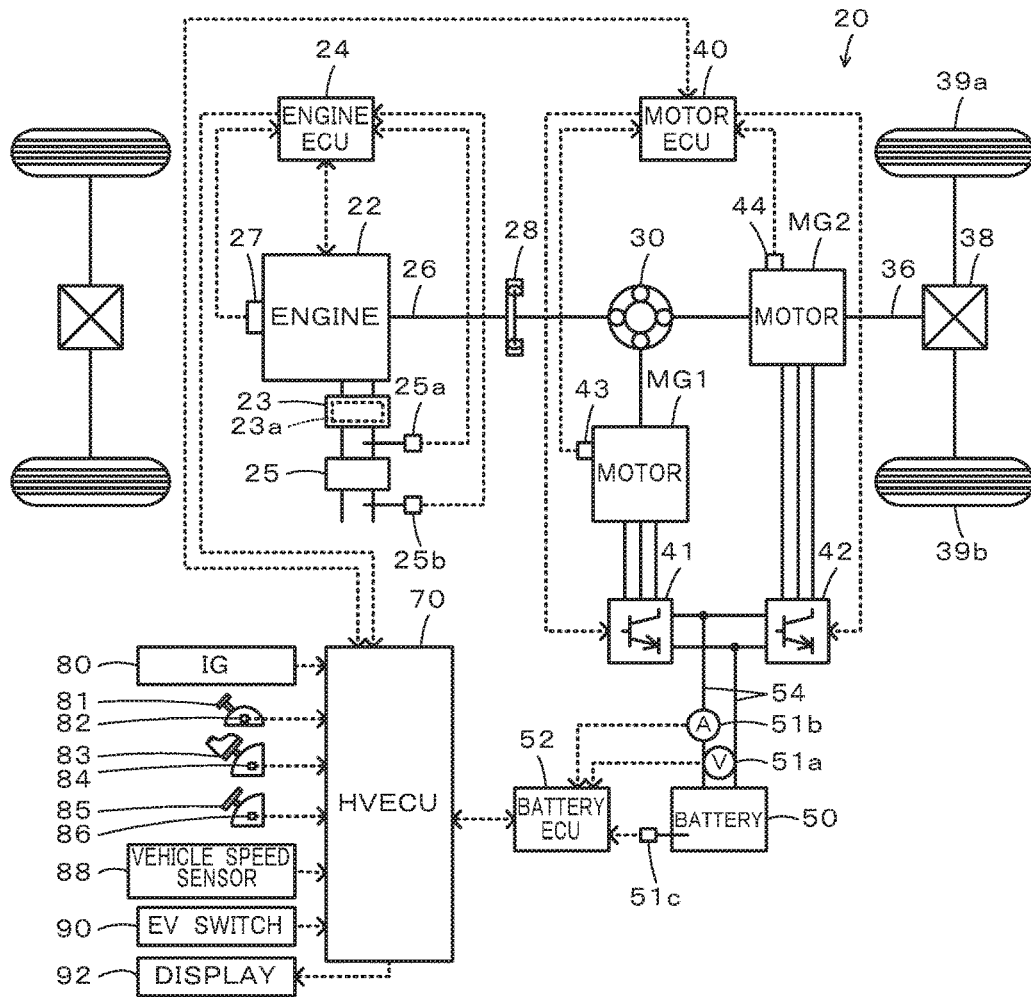 20
24
40
39a
ENGINE
ECU
MOTOR
ECU
22
44
MG2
27
28
30
38
26
36
ENGINE
MOTOR
25a
MG1
23
43
23a
MOTOR
25
25b
39b
41
42
70
80
IG
81
54
82
A
51b
83
52
V
51a
84
HVECU
85
BATTERY
ECU
BATTERY
50
86
VEHICLE SPEED
SENSOR
88
51c
90
EV SWITCH
92
DISPLAY